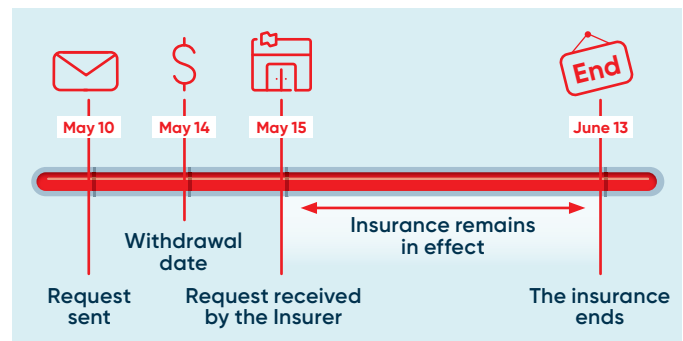 End
May 10
May 14
May 15
June 13
Insurance remains
in effect
Withdrawal
date
Request
sent
Request received
by the Insurer
The insurance
ends